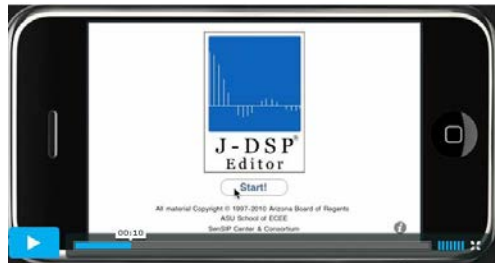 J-DSP®
Editor
Start!
All material Copyright © 1997-2010 Arizona Board of Regents
ASU School of ECEE
SenSIP Center & Consortium
i
00:10